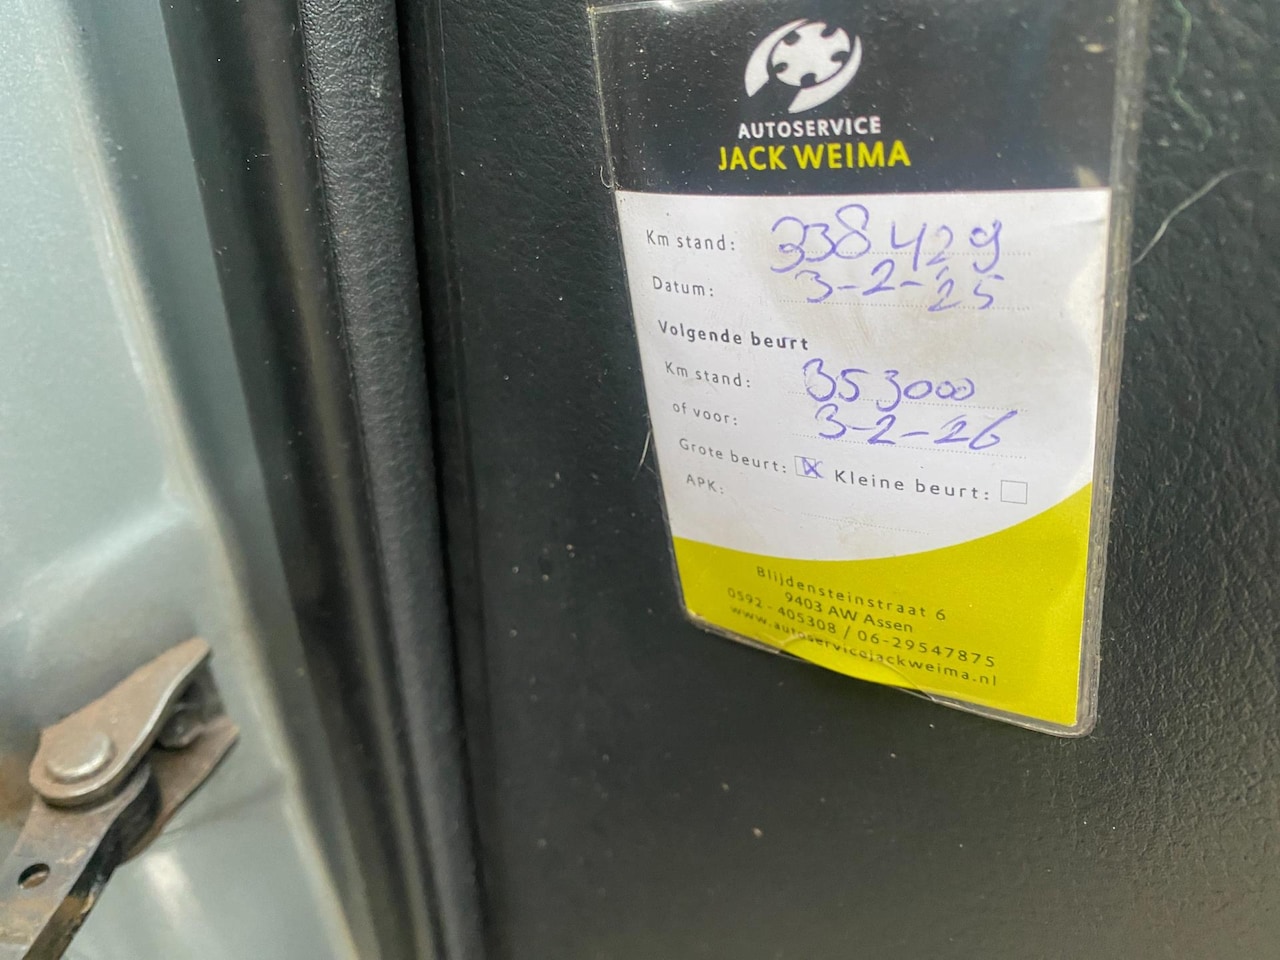 AUTOSERVICE
JACK WEIMA
Km stand: 338429
Datum: 3-2-'25
Volgende beurt
Km stand: 353000
of voor: 3-2-26
Grote beurt: X Kleine beurt:
APK:
Blijdensteinstraat 6
9403 AW Assen
0592 - 405308 / 06-29547875
www.autoservicejackweima.nl